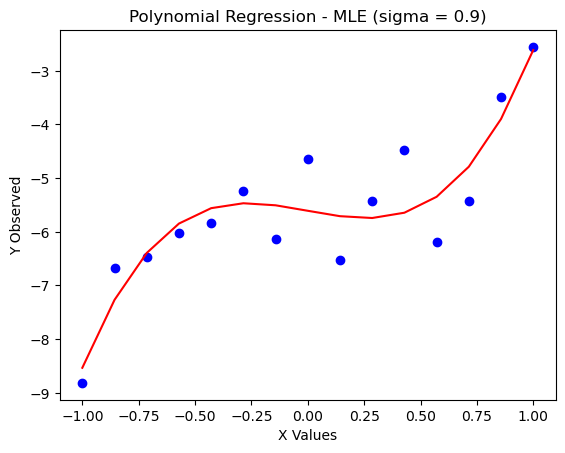 Polynomial Regression - MLE (sigma = 0.9)
Y Observed
−3
−4
−5
−6
−7
−8
−9
−1.00 −0.75 −0.50 −0.25 0.00 0.25 0.50 0.75 1.00
X Values